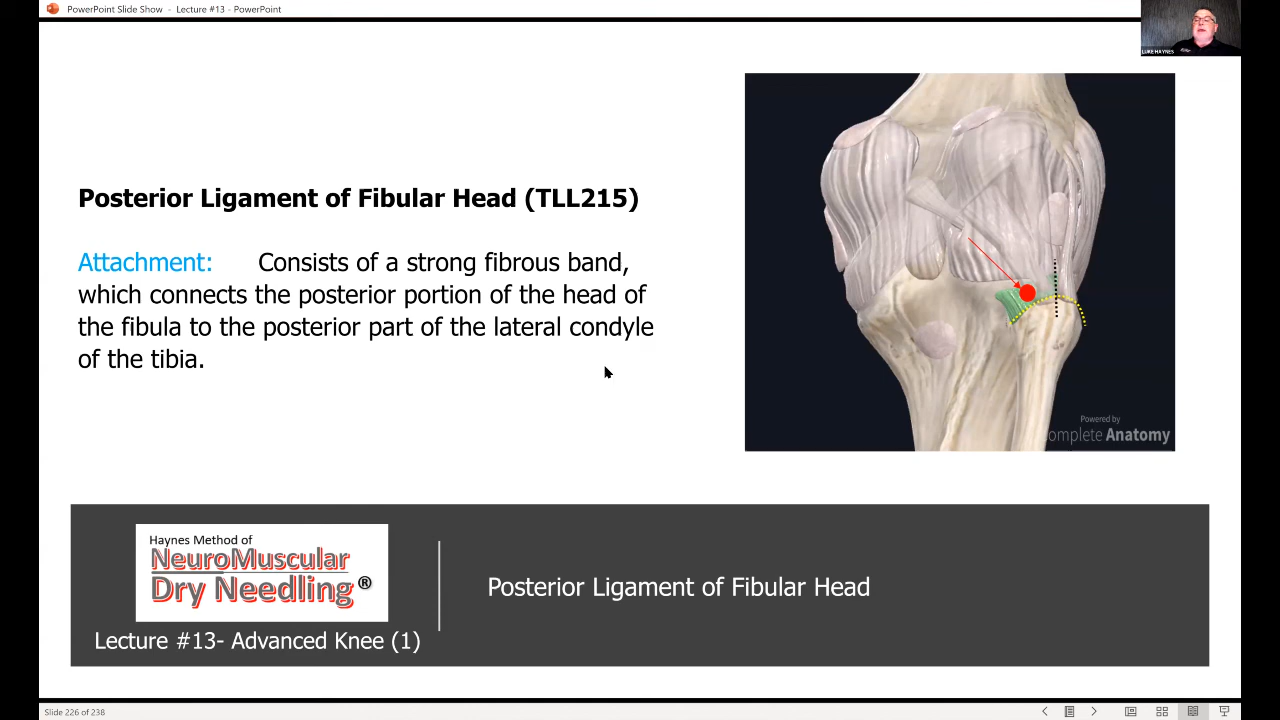 PowerPoint Slide Show - Lecture #13 - PowerPoint
LUKE HAYNES
Posterior Ligament of Fibular Head (TLL215)
Attachment: Consists of a strong fibrous band,
which connects the posterior portion of the head of
the fibula to the posterior part of the lateral condyle
of the tibia.
Powered by
omplete Anatomy
Haynes Method of
NeuroMuscular
Dry Needling®
Posterior Ligament of Fibular Head
Lecture #13- Advanced Knee (1)
Slide 226 of 238